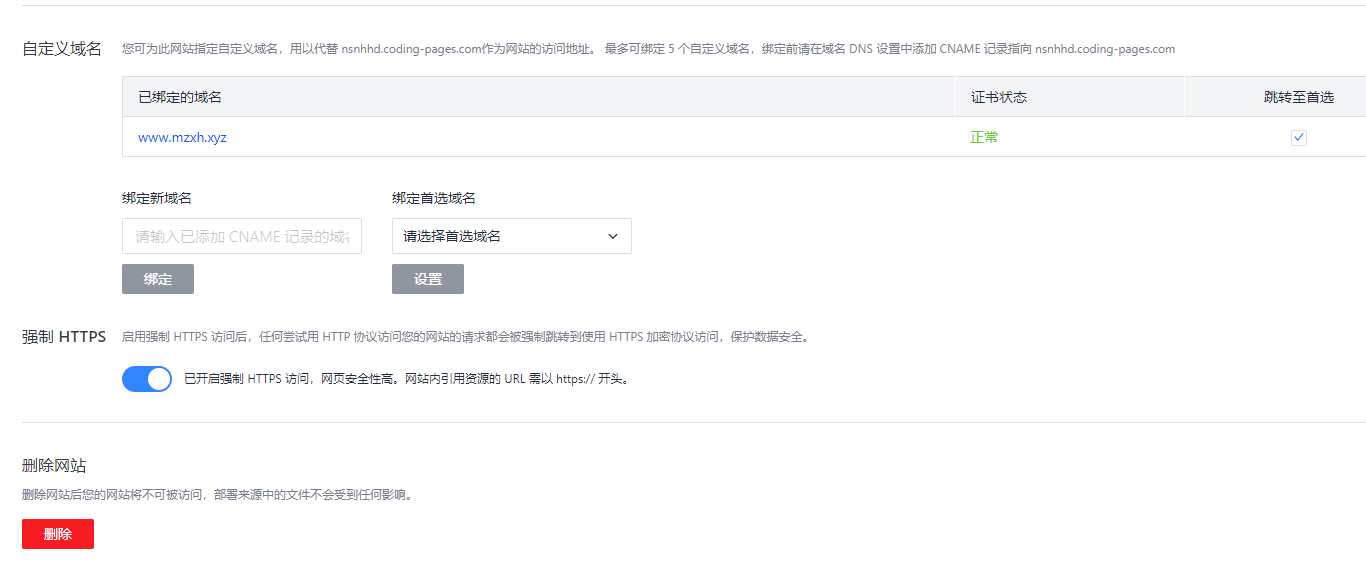 自定义域名 您可为此网站指定自定义域名，用以代替 nsnhhd.coding-pages.com作为网站的访问地址。 最多可绑定 5 个自定义域名，绑定前请在域名 DNS 设置中添加 CNAME 记录指向 nsnhhd.coding-pages.com
已绑定的域名 证书状态 跳转至首选
www.mzxh.xyz 正常
绑定新域名 绑定首选域名
请输入已添加 CNAME 记录的域名 请选择首选域名
绑定 设置
强制 HTTPS 启用强制 HTTPS 访问后，任何尝试用 HTTP 协议访问您的网站的请求都会被强制跳转到使用 HTTPS 加密协议访问，保护数据安全。
已开启强制 HTTPS 访问，网页安全性高。网站内引用资源的 URL 需以 https:// 开头。
删除网站
删除网站后您的网站将不可被访问，部署来源中的文件不会受到任何影响。
删除